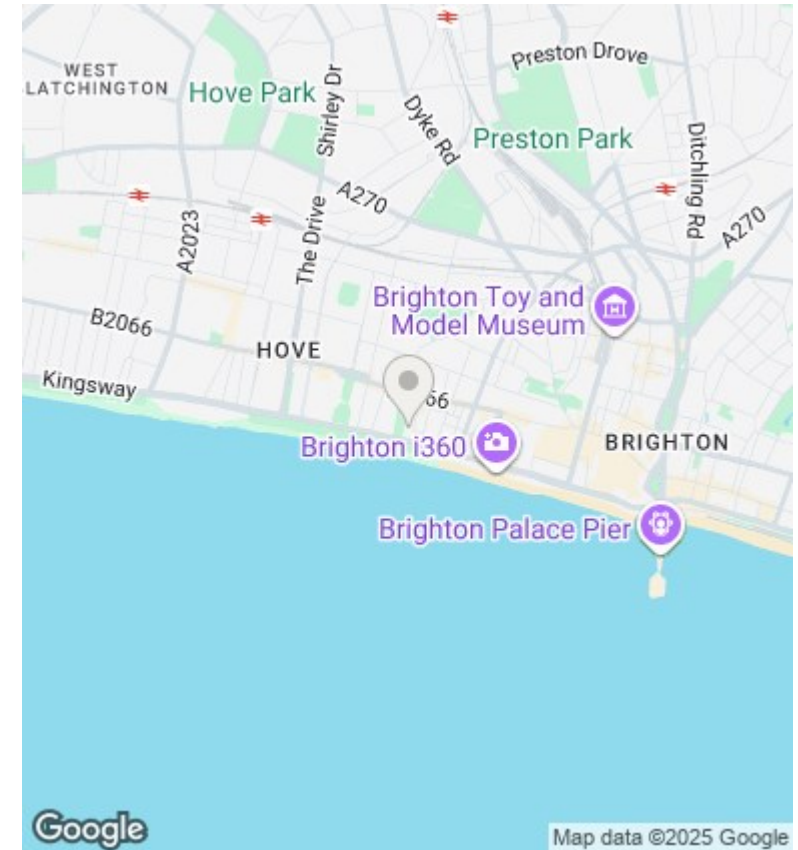 Preston Drove
WEST
LATCHINGTON
Hove Park
Shirley Dr
Dyke Rd
Preston Park
Ditchling Rd
A270
A270
A2023
The Drive
Brighton Toy and
Model Museum
B2066
HOVE
Kingsway
66
Brighton i360
BRIGHTON
Brighton Palace Pier
Google
Map data ©2025 Google